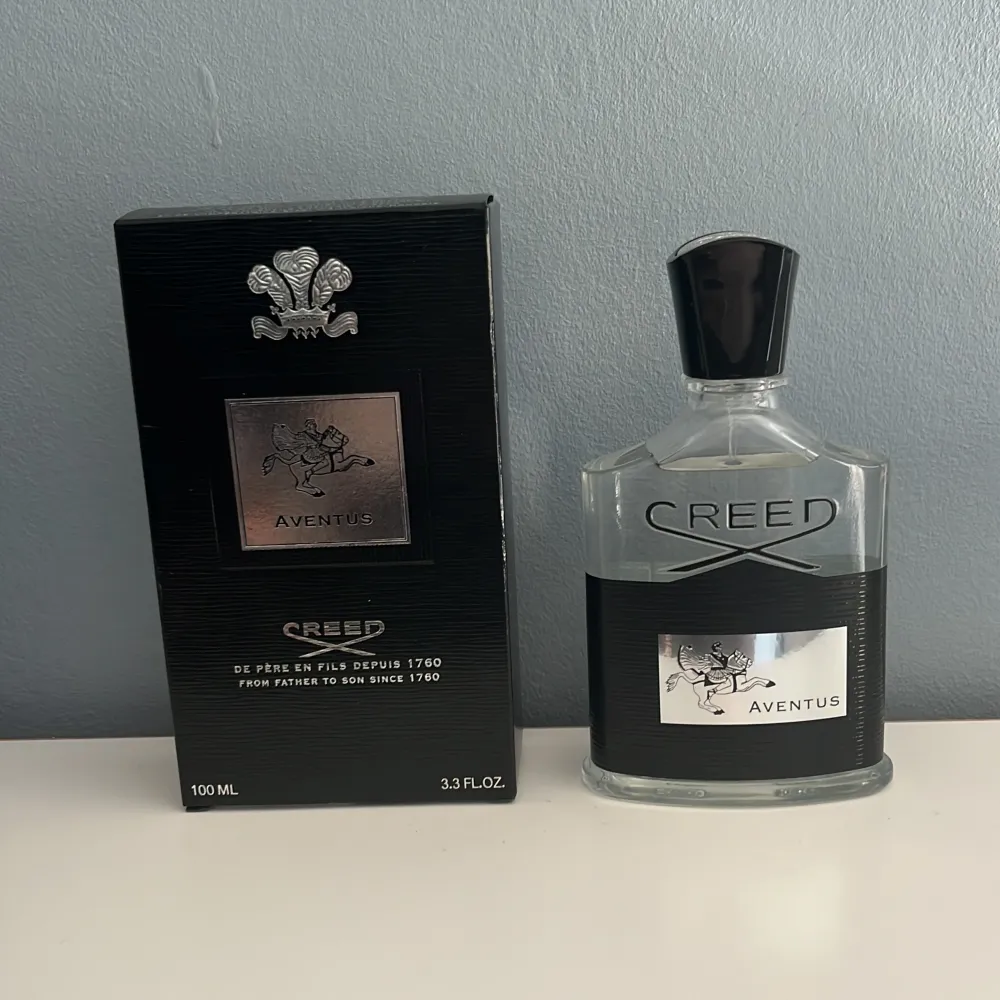 AVENTUS
CREED
DE PÈRE EN FILS DEPUIS 1760
FROM FATHER TO SON SINCE 1760
100 ML
3.3 FL.OZ.
CREED
AVENTUS